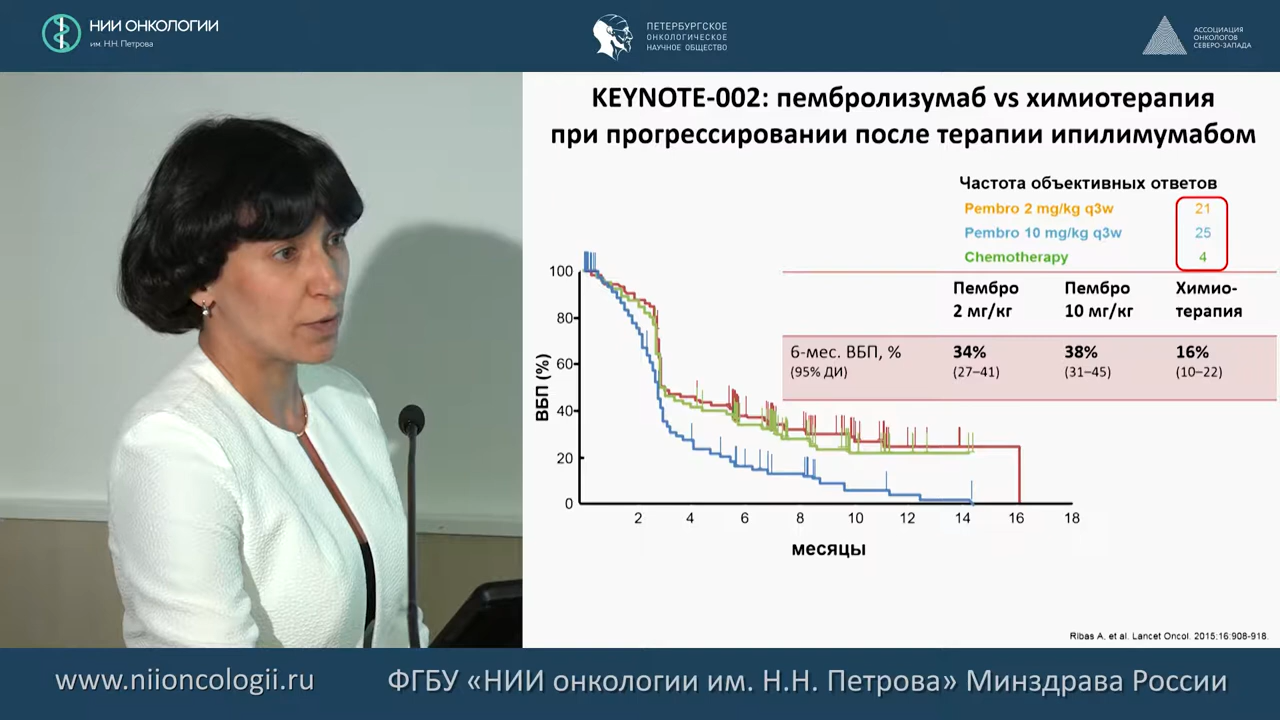 НИИ ОНКОЛОГИИ
им. Н.Н. Петрова
ПЕТЕРБУРГСКОЕ
ОНКОЛОГИЧЕСКОЕ
НАУЧНОЕ ОБЩЕСТВО
АССОЦИАЦИЯ
ОНКОЛОГОВ
СЕВЕРО-ЗАПАДА
KEYNOTE-002: пембролизумаб vs химиотерапия
при прогрессировании после терапии ипилимумабом
Частота объективных ответов
Pembro 2 mg/kg q3w 21
Pembro 10 mg/kg q3w 25
Chemotherapy 4
Пембро 2 мг/кг
Пембро 10 мг/кг
Химио-терапия
6-мес. ВБП, % 34% 38% 16%
(95% ДИ) (27–41) (31–45) (10–22)
ВБП (%)
100
80
60
40
20
0
2 4 6 8 10 12 14 16 18
месяцы
Ribas A. et al. Lancet Oncol. 2015;16:908-918.
www.niioncologii.ru
ФГБУ «НИИ онкологии им. Н.Н. Петрова» Минздрава России